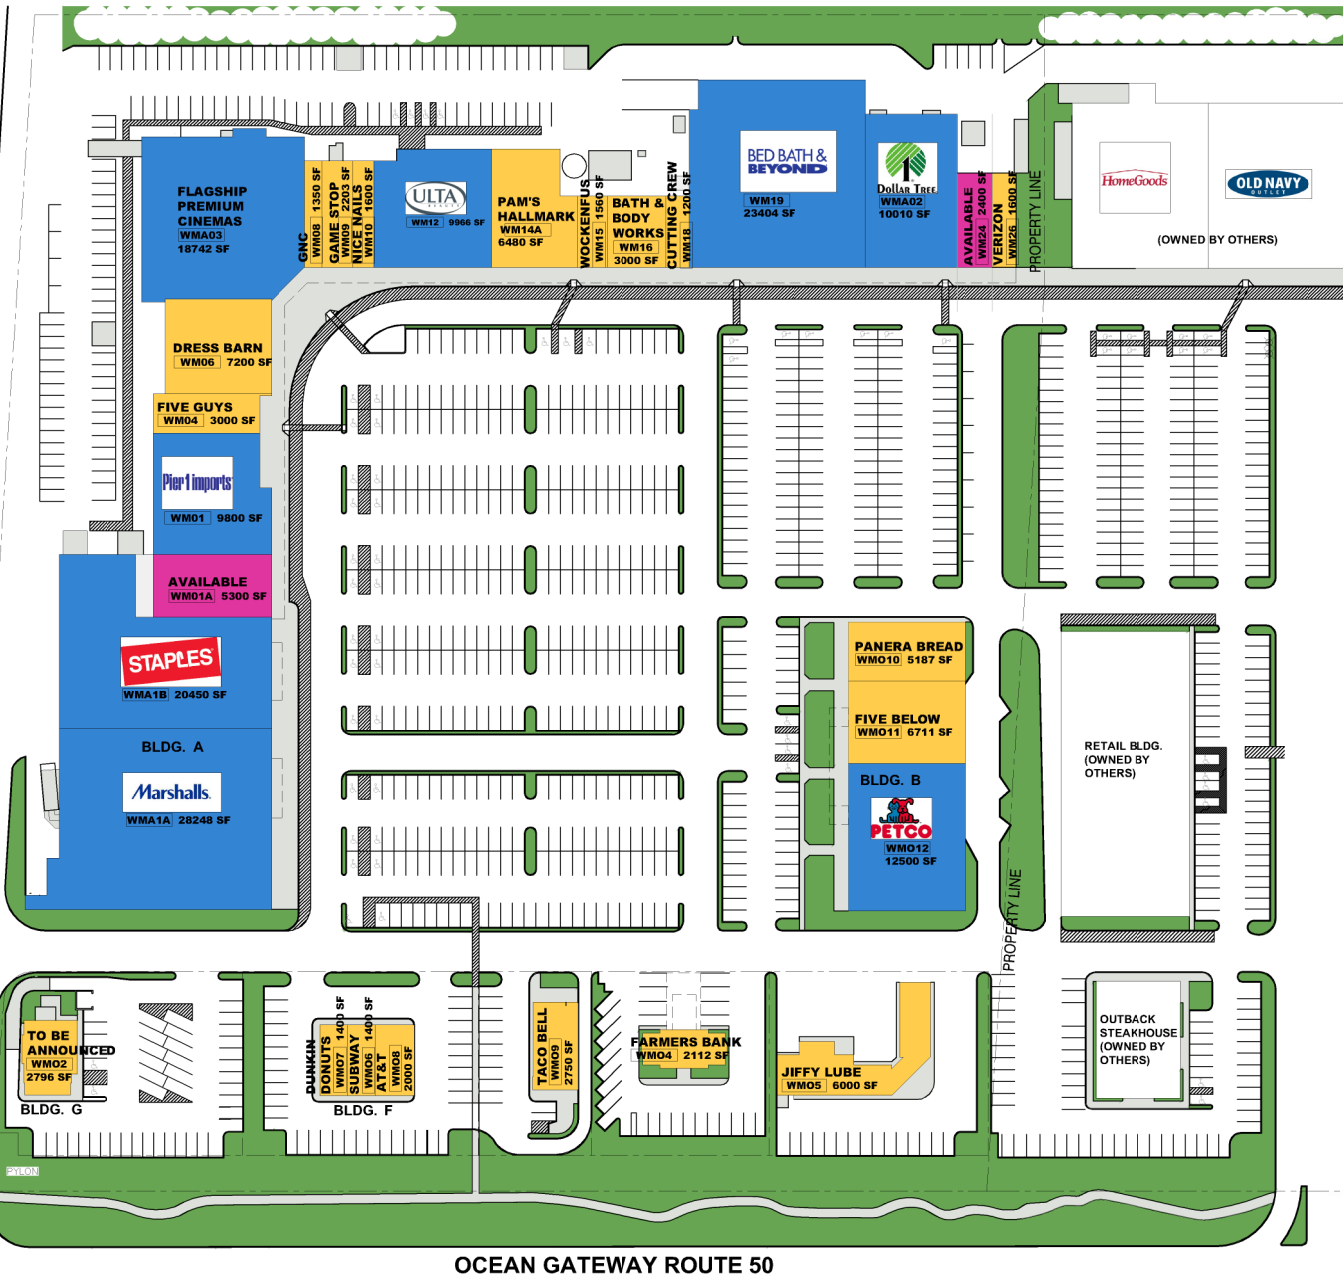 FLAGSHIP
PREMIUM
CINEMAS
WMA03
18742 SF
GNC
WM08 1350 SF
GAME STOP
WM09 2203 SF
NICE NAILS
WM10 1600 SF
ULTA
BEAUTY
WM12 9966 SF
PAM'S
HALLMARK
WM14A
6480 SF
WOCKENFUS
WM15 1560 SF
BATH &
BODY
WORKS
WM16
3000 SF
CUTTING CREW
WM18 1200 SF
BED BATH &
BEYOND
WM19
23404 SF
Dollar Tree
WMA02
10010 SF
AVAILABLE
WM24 2400 SF
VERIZON
WM26 1600 SF
PROPERTY LINE
HomeGoods
OLD NAVY
OUTLET
(OWNED BY OTHERS)
DRESS BARN
WM06 7200 SF
FIVE GUYS
WM04 3000 SF
Pier 1 imports
WM01 9800 SF
AVAILABLE
WM01A 5300 SF
STAPLES
WMA1B 20450 SF
BLDG. A
Marshalls.
WMA1A 28248 SF
PANERA BREAD
WMO10 5187 SF
FIVE BELOW
WMO11 6711 SF
BLDG. B
PETCO
WMO12
12500 SF
RETAIL BLDG.
(OWNED BY
OTHERS)
PROPERTY LINE
TO BE
ANNOUNCED
WMO2
2796 SF
BLDG. G
DUNKIN
DONUTS
WMO7 1400 SF
SUBWAY
WMO6 1400 SF
AT&T
WMO8
2000 SF
BLDG. F
TACO BELL
WMO9
2750 SF
FARMERS BANK
WMO4 2112 SF
JIFFY LUBE
WMO5 6000 SF
OUTBACK
STEAKHOUSE
(OWNED BY
OTHERS)
PYLON
OCEAN GATEWAY ROUTE 50